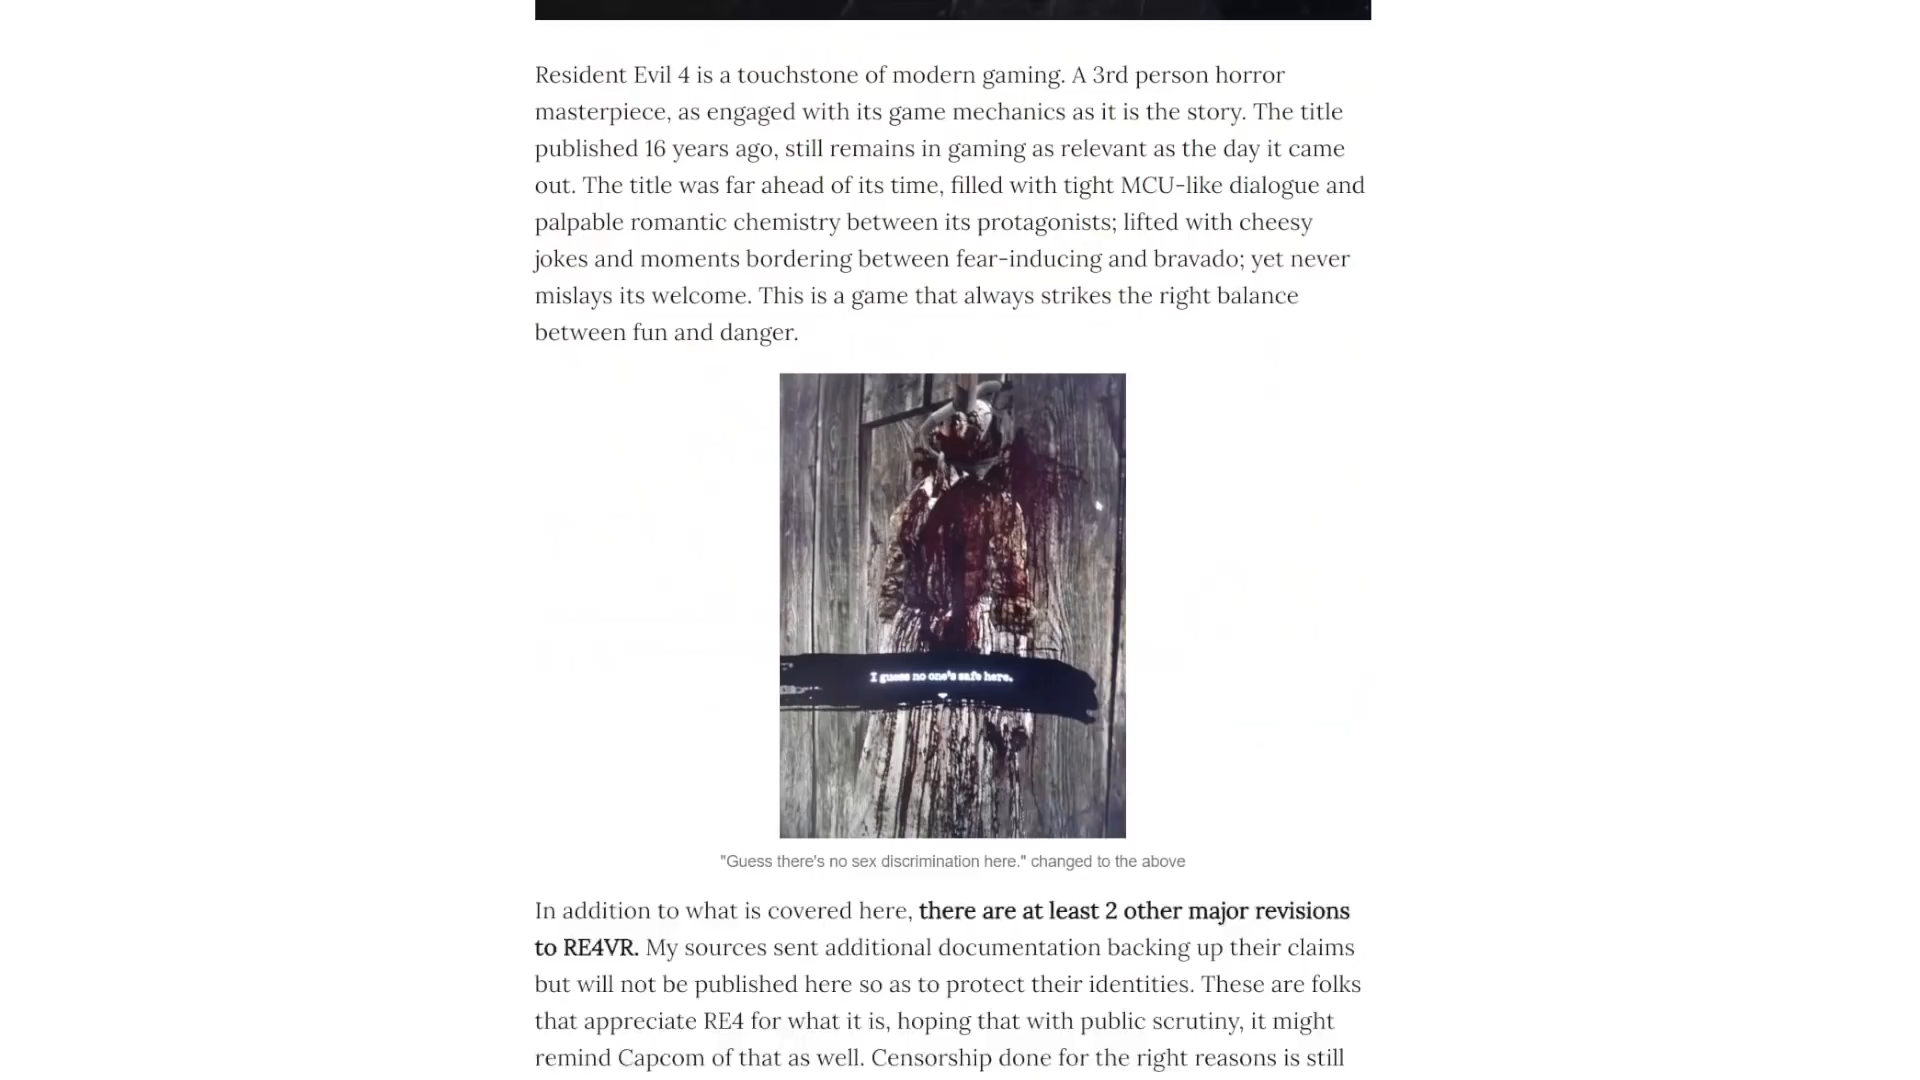 Resident Evil 4 is a touchstone of modern gaming. A 3rd person horror
masterpiece, as engaged with its game mechanics as it is the story. The title
published 16 years ago, still remains in gaming as relevant as the day it came
out. The title was far ahead of its time, filled with tight MCU-like dialogue and
palpable romantic chemistry between its protagonists; lifted with cheesy
jokes and moments bordering between fear-inducing and bravado; yet never
mislays its welcome. This is a game that always strikes the right balance
between fun and danger.
I guess no one's safe here.
"Guess there's no sex discrimination here." changed to the above
In addition to what is covered here, there are at least 2 other major revisions
to RE4VR. My sources sent additional documentation backing up their claims
but will not be published here so as to protect their identities. These are folks
that appreciate RE4 for what it is, hoping that with public scrutiny, it might
remind Capcom of that as well. Censorship done for the right reasons is still